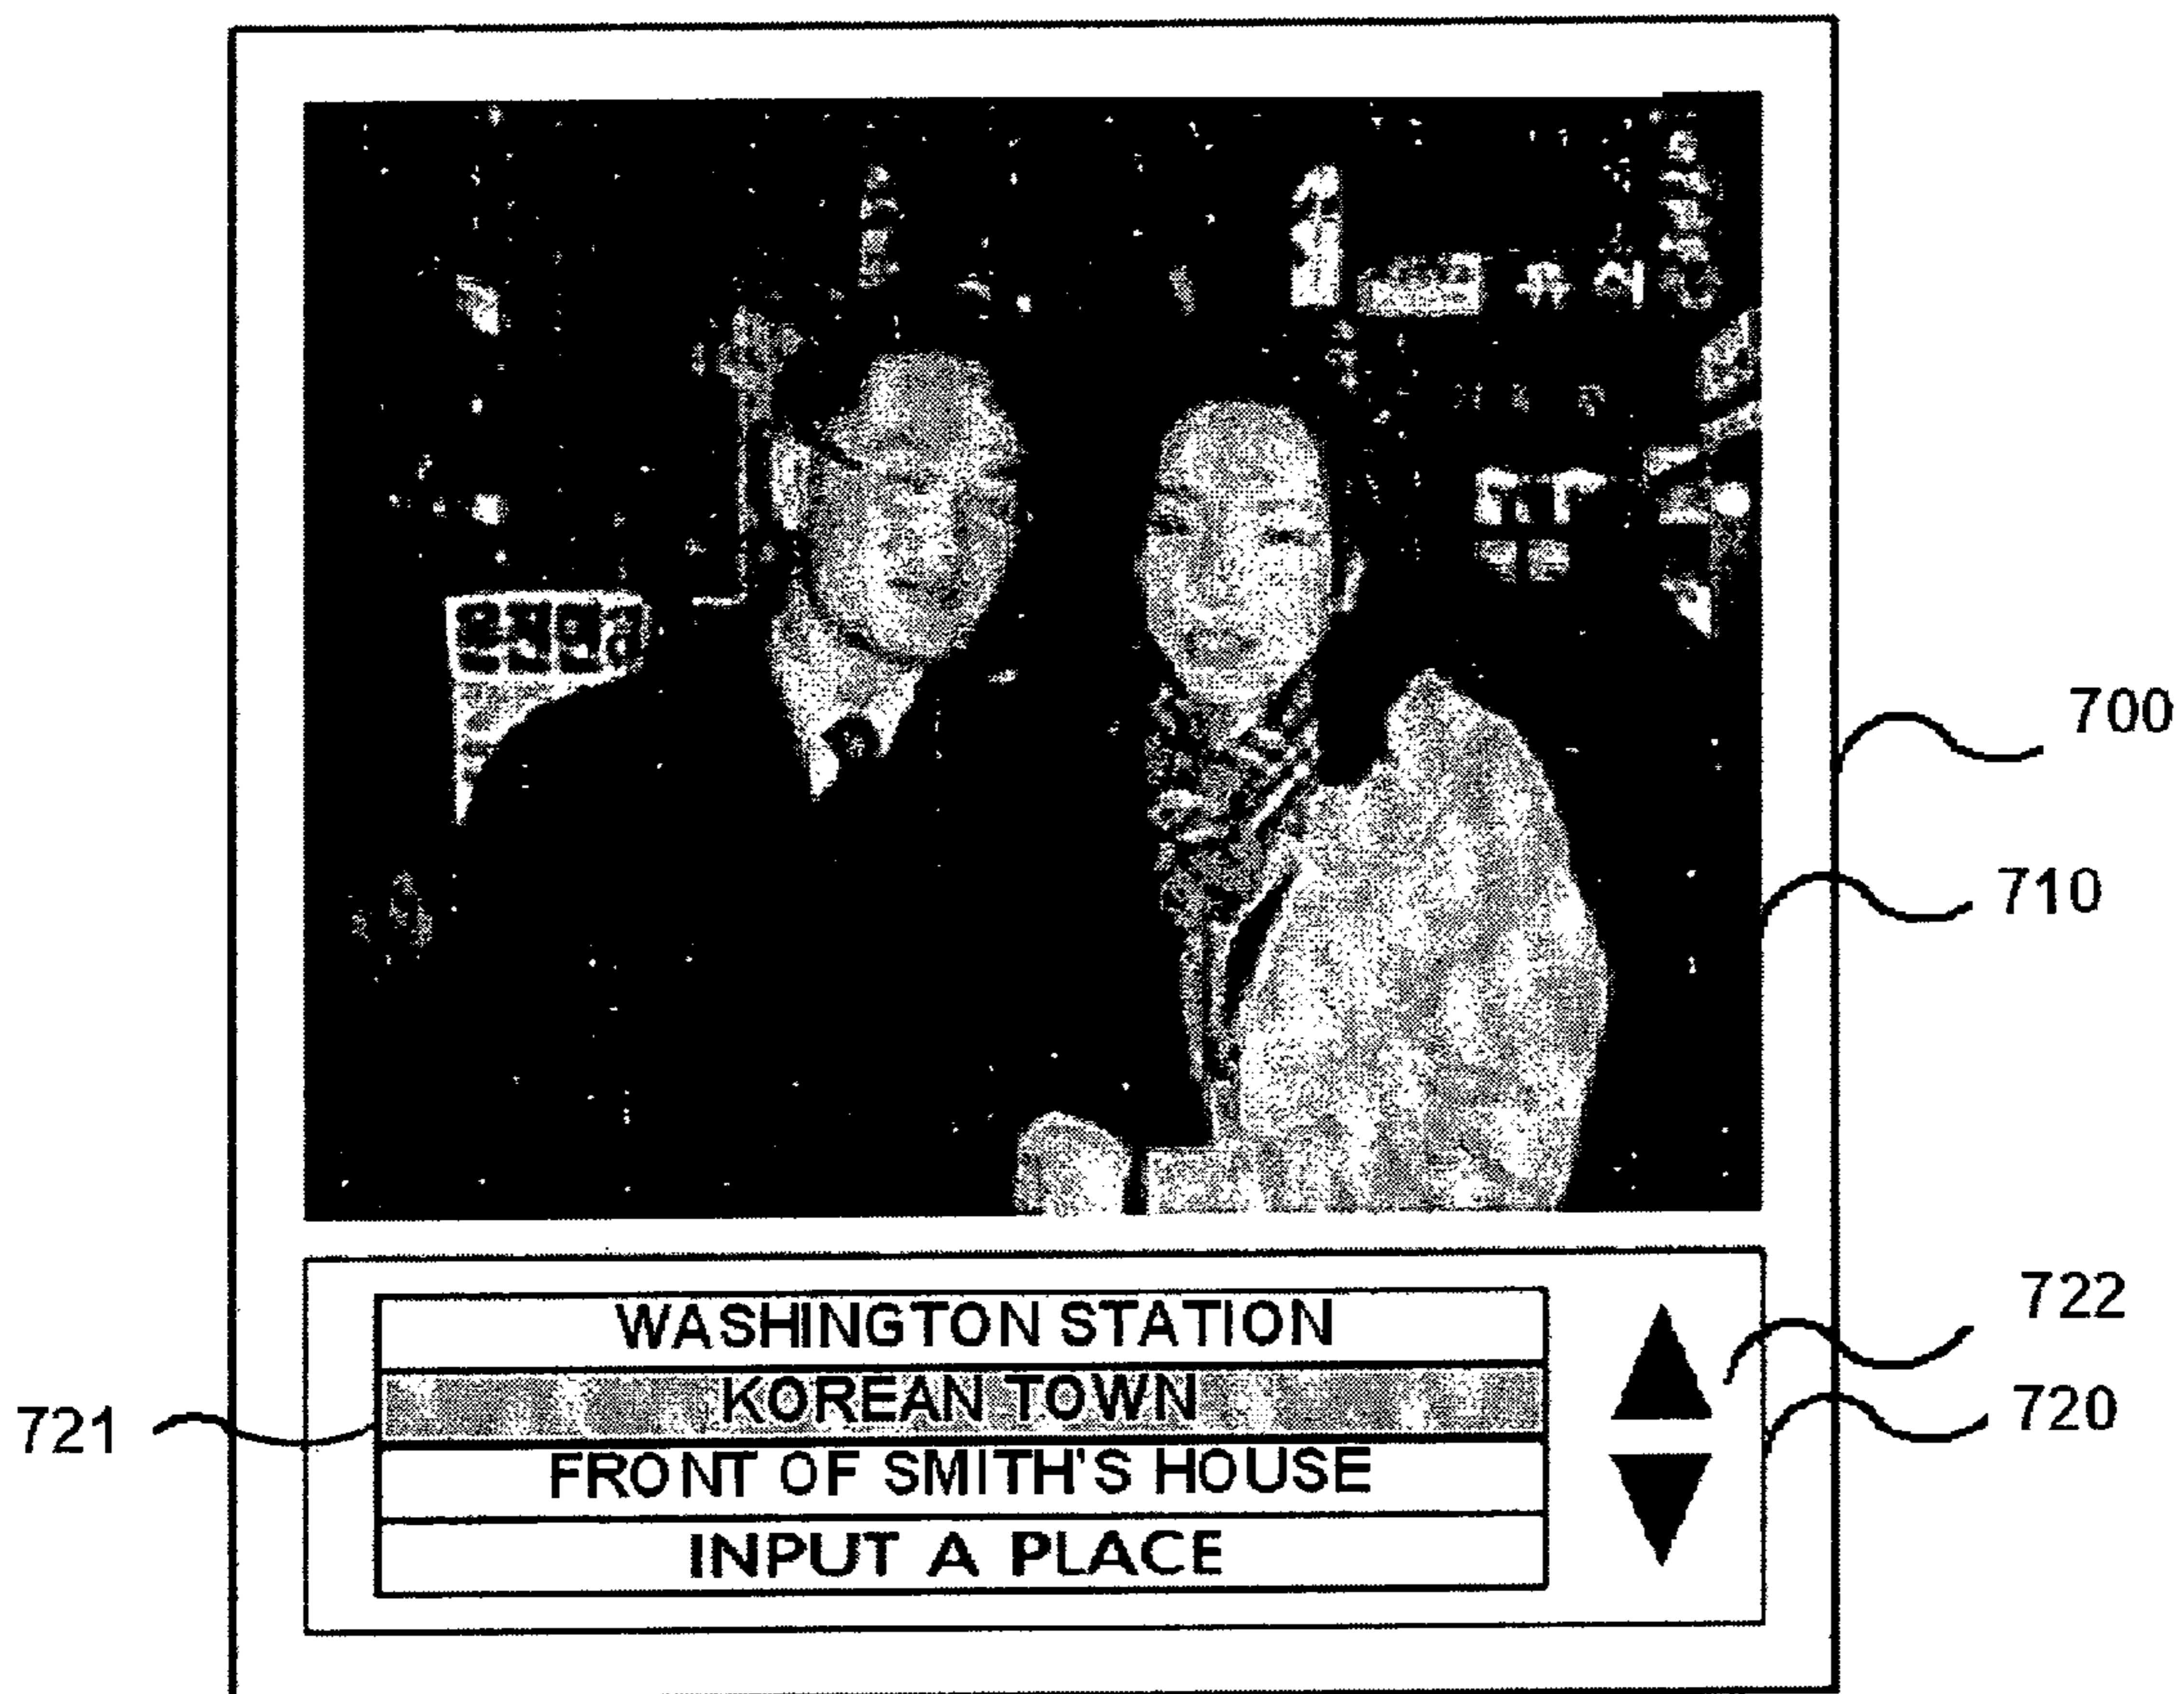 700
710
WASHINGTON STATION
722
KOREAN TOWN
720
721
FRONT OF SMITH'S HOUSE
INPUT A PLACE